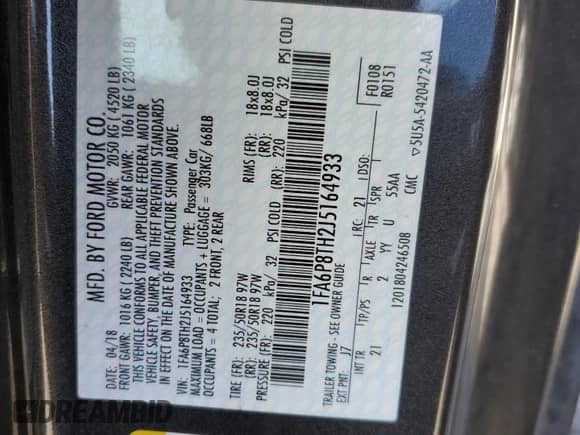 MFD. BY FORD MOTOR CO.
DATE: 04/18 GVWR: 2050 KG ( 4520 LB)
FRONT GAWR: 1016 KG ( 2240 LB) REAR GAWR: 1061 KG ( 2340 LB)
THIS VEHICLE CONFORMS TO ALL APPLICABLE FEDERAL MOTOR
VEHICLE SAFETY, BUMPER, AND THEFT PREVENTION STANDARDS
IN EFFECT ON THE DATE OF MANUFACTURE SHOWN ABOVE.
VIN: 1FA6P8TH2J5164933 TYPE: Passenger Car
MAXIMUM LOAD = OCCUPANTS + LUGGAGE = 303KG/ 668LB
OCCUPANTS = 4 TOTAL; 2 FRONT, 2 REAR
TIRE (FR): 235/50R18 97W RIMS (FR): 18x8.0J
(RR): 235/50R18 97W (RR): 18x8.0J
PRESSURE (FR): 220 kPa/ 32 PSI COLD (RR): 220 kPa/ 32 PSI COLD
1FA6P8TH2J5164933 F0108
R0151
TRAILER TOWING - SEE OWNER GUIDE
EXT PNT: J7 RC: 21 DSO:
INT TR TP/PS R AXLE TR SPR
21 2 YY U 55AA
1201804246508 CMC ▽5U5A-5420472-AA
DREAMBID